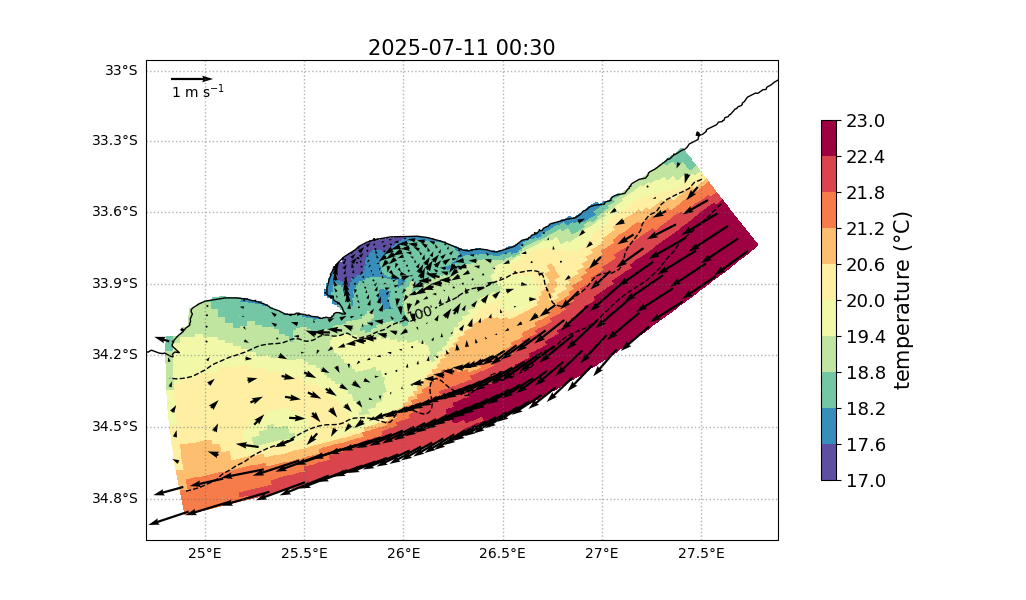 2025-07-11 00:30
1 m s⁻¹
33°S
33.3°S
33.6°S
33.9°S
34.2°S
34.5°S
34.8°S
25°E
25.5°E
26°E
26.5°E
27°E
27.5°E
100
23.0
22.4
21.8
21.2
20.6
20.0
19.4
18.8
18.2
17.6
17.0
temperature (°C)